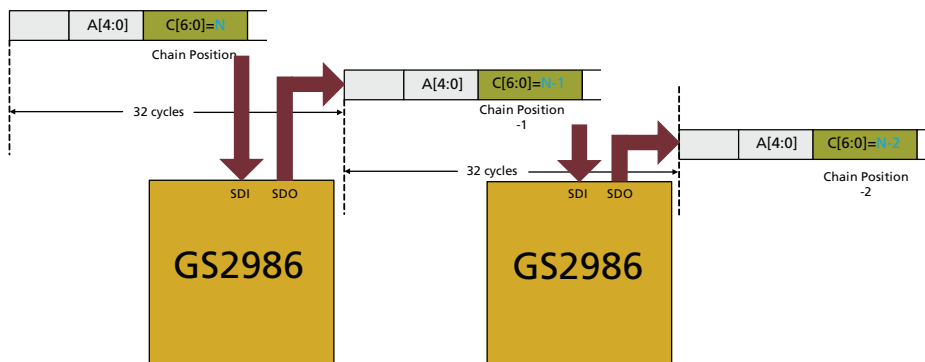 A[4:0] C[6:0]=N
Chain Position
A[4:0] C[6:0]=N-1
Chain Position
-1
32 cycles
A[4:0] C[6:0]=N-2
32 cycles
Chain Position
-2
SDI SDO
SDI SDO
GS2986
GS2986